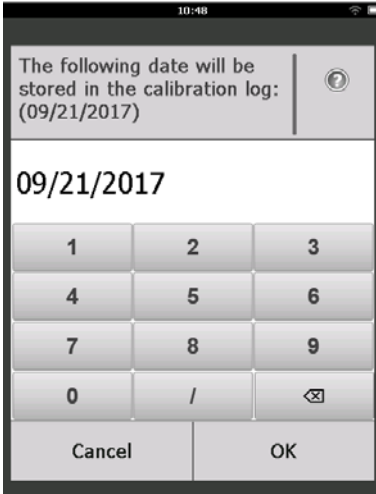 10:48
The following date will be
stored in the calibration log:
(09/21/2017)
?
09/21/2017
1 2 3
4 5 6
7 8 9
0 /
Cancel OK